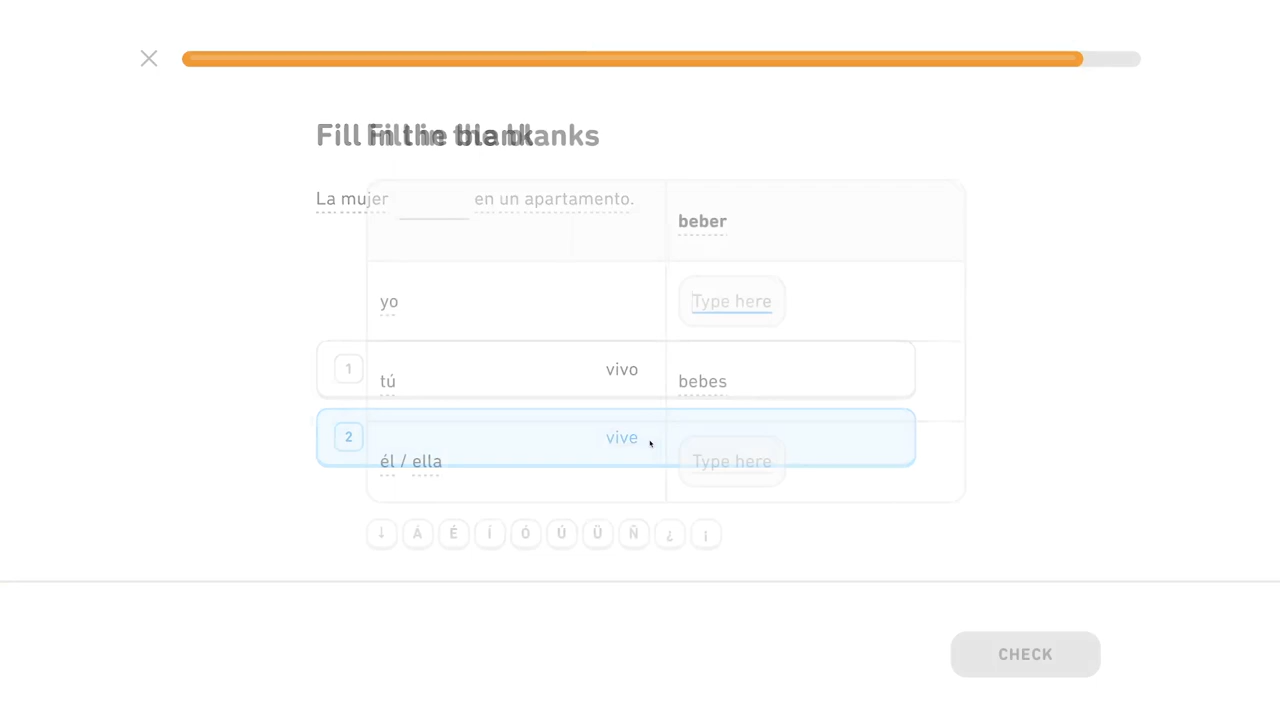 Fill in the blank
Fill in the blanks
La mujer en un apartamento.
beber
yo Type here
1 vivo
tú bebes
2 vive
él / ella Type here
↓ Á É Í Ó Ú Ü Ñ ¿ ¡
CHECK